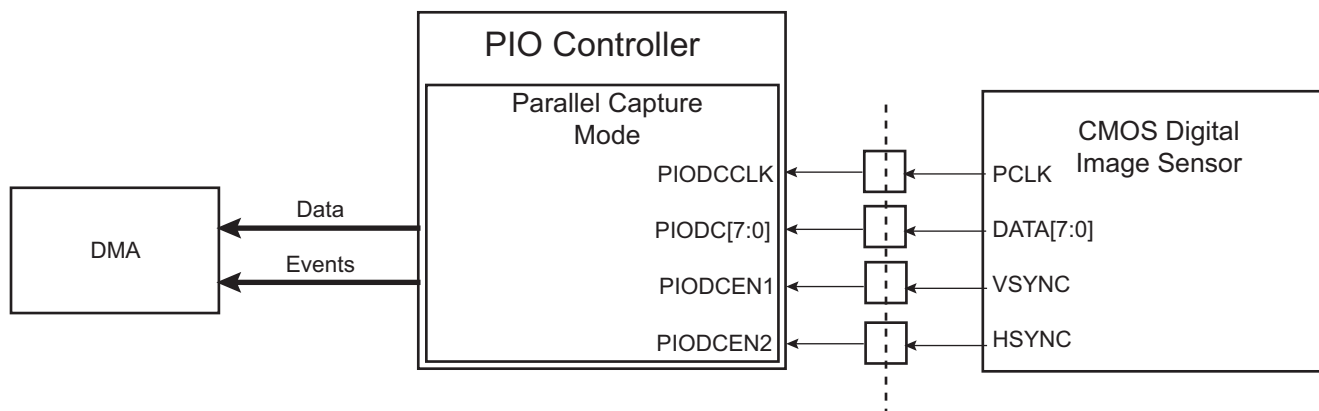 PIO Controller
Parallel Capture
Mode
PIODCCLK
PIODC[7:0]
PIODCEN1
PIODCEN2
Data
Events
DMA
CMOS Digital
Image Sensor
PCLK
DATA[7:0]
VSYNC
HSYNC